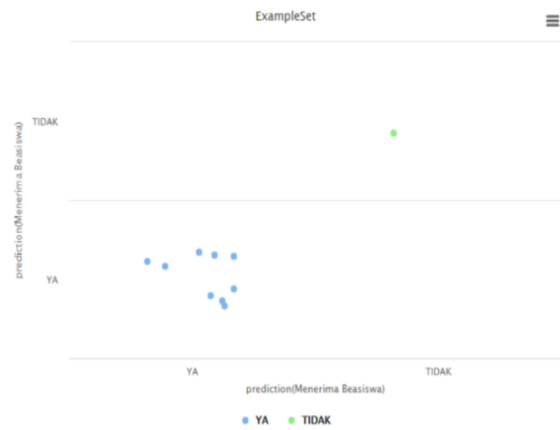 ExampleSet
prediction(Menerima Beasiswa)
TIDAK
YA
YA TIDAK
prediction(Menerima Beasiswa)
YA TIDAK